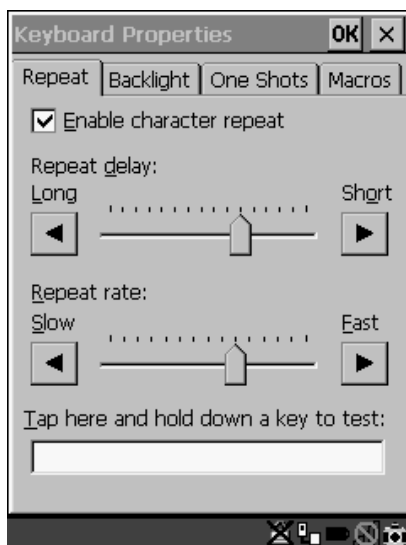 Keyboard Properties OK ×
Repeat Backlight One Shots Macros
Enable character repeat
Repeat delay:
Long Short
Repeat rate:
Slow Fast
Tap here and hold down a key to test: